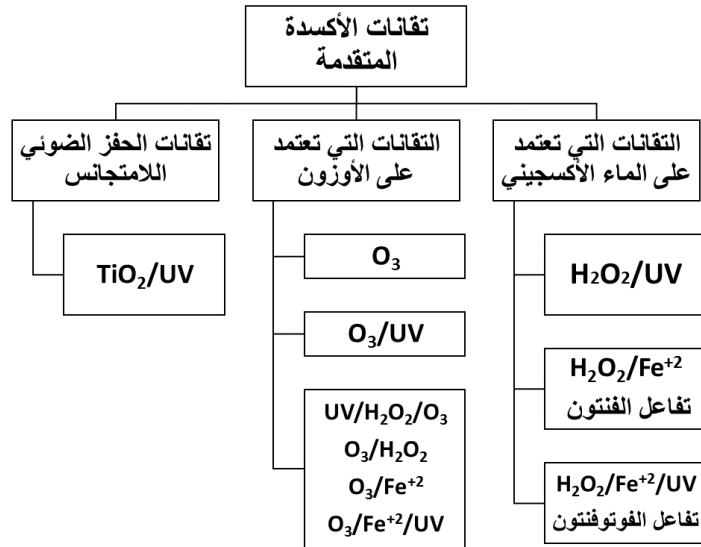 تقانات الأكسدة
المتقدمة
التقانات التي تعتمد
على الماء الأكسجيني
H₂O₂/UV
H₂O₂/Fe⁺²
تفاعل الفنتون
H₂O₂/Fe⁺²/UV
تفاعل الفوتوفنتون
التقانات التي تعتمد
على الأوزون
O₃
O₃/UV
UV/H₂O₂/O₃
O₃/H₂O₂
O₃/Fe⁺²
O₃/Fe⁺²/UV
تقانات الحفز الضوئي
اللامتجانس
TiO₂/UV